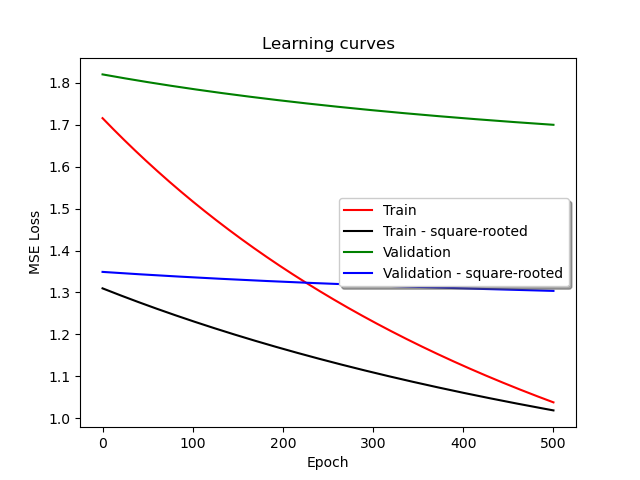 Learning curves
MSE Loss
1.8
1.7
1.6
1.5
1.4
1.3
1.2
1.1
1.0
Train
Train - square-rooted
Validation
Validation - square-rooted
0 100 200 300 400 500
Epoch